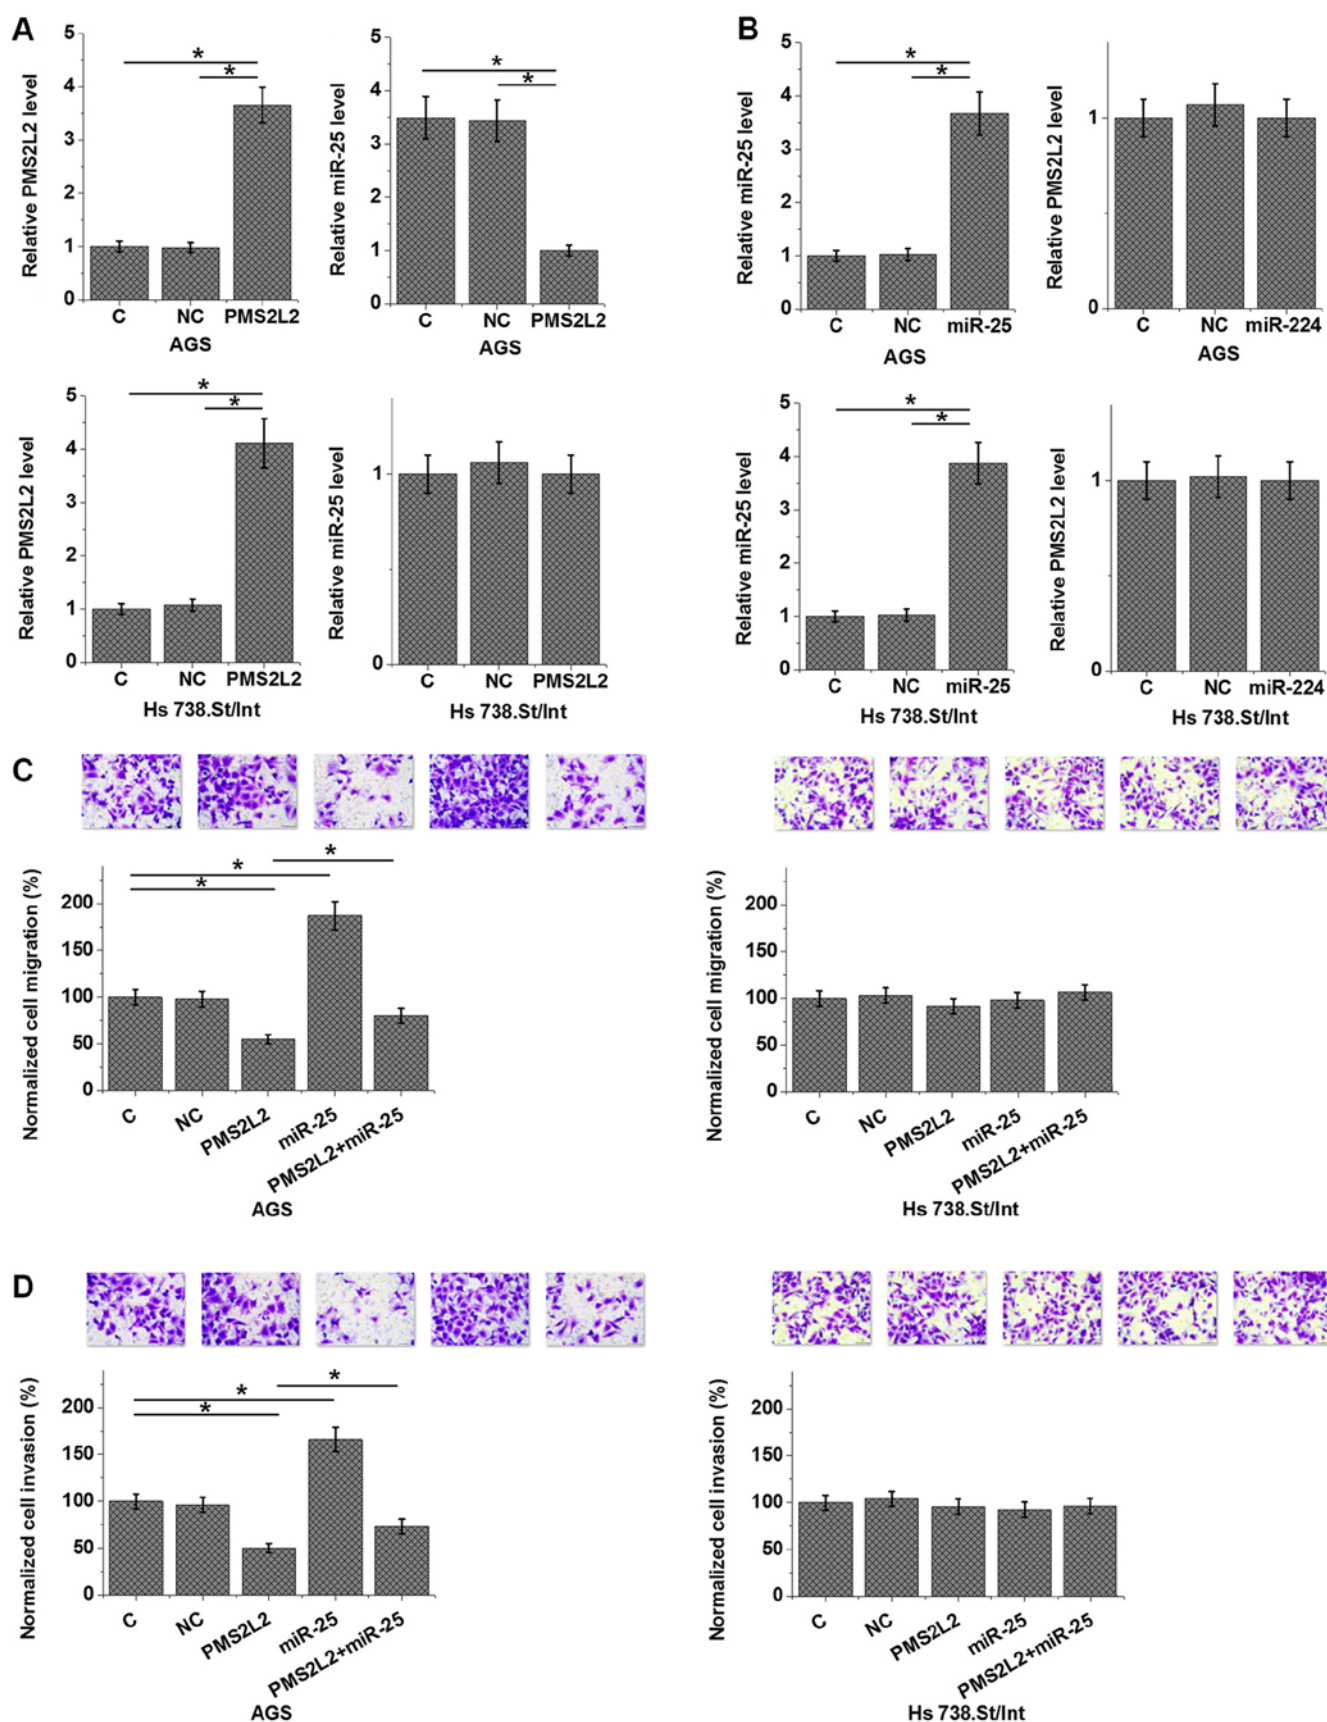 A
Relative PMS2L2 level
5
4
3
2
1
0
*
*
C NC PMS2L2
AGS
Relative miR-25 level
5
4
3
2
1
0
*
*
C NC PMS2L2
AGS
B
Relative miR-25 level
5
4
3
2
1
0
*
*
C NC miR-25
AGS
Relative PMS2L2 level
1
0
C NC miR-224
AGS
Relative PMS2L2 level
5
4
3
2
1
0
*
*
C NC PMS2L2
Hs 738.St/Int
Relative miR-25 level
1
0
C NC PMS2L2
Hs 738.St/Int
Relative miR-25 level
5
4
3
2
1
0
*
*
C NC miR-25
Hs 738.St/Int
Relative PMS2L2 level
1
0
C NC miR-224
Hs 738.St/Int
C
Normalized cell migration (%)
200
150
100
50
0
*
*
*
C NC PMS2L2 miR-25 PMS2L2+miR-25
AGS
Normalized cell migration (%)
200
150
100
50
0
C NC PMS2L2 miR-25 PMS2L2+miR-25
Hs 738.St/Int
D
Normalized cell invasion (%)
200
150
100
50
0
*
*
*
C NC PMS2L2 miR-25 PMS2L2+miR-25
AGS
Normalized cell invasion (%)
200
150
100
50
0
C NC PMS2L2 miR-25 PMS2L2+miR-25
Hs 738.St/Int